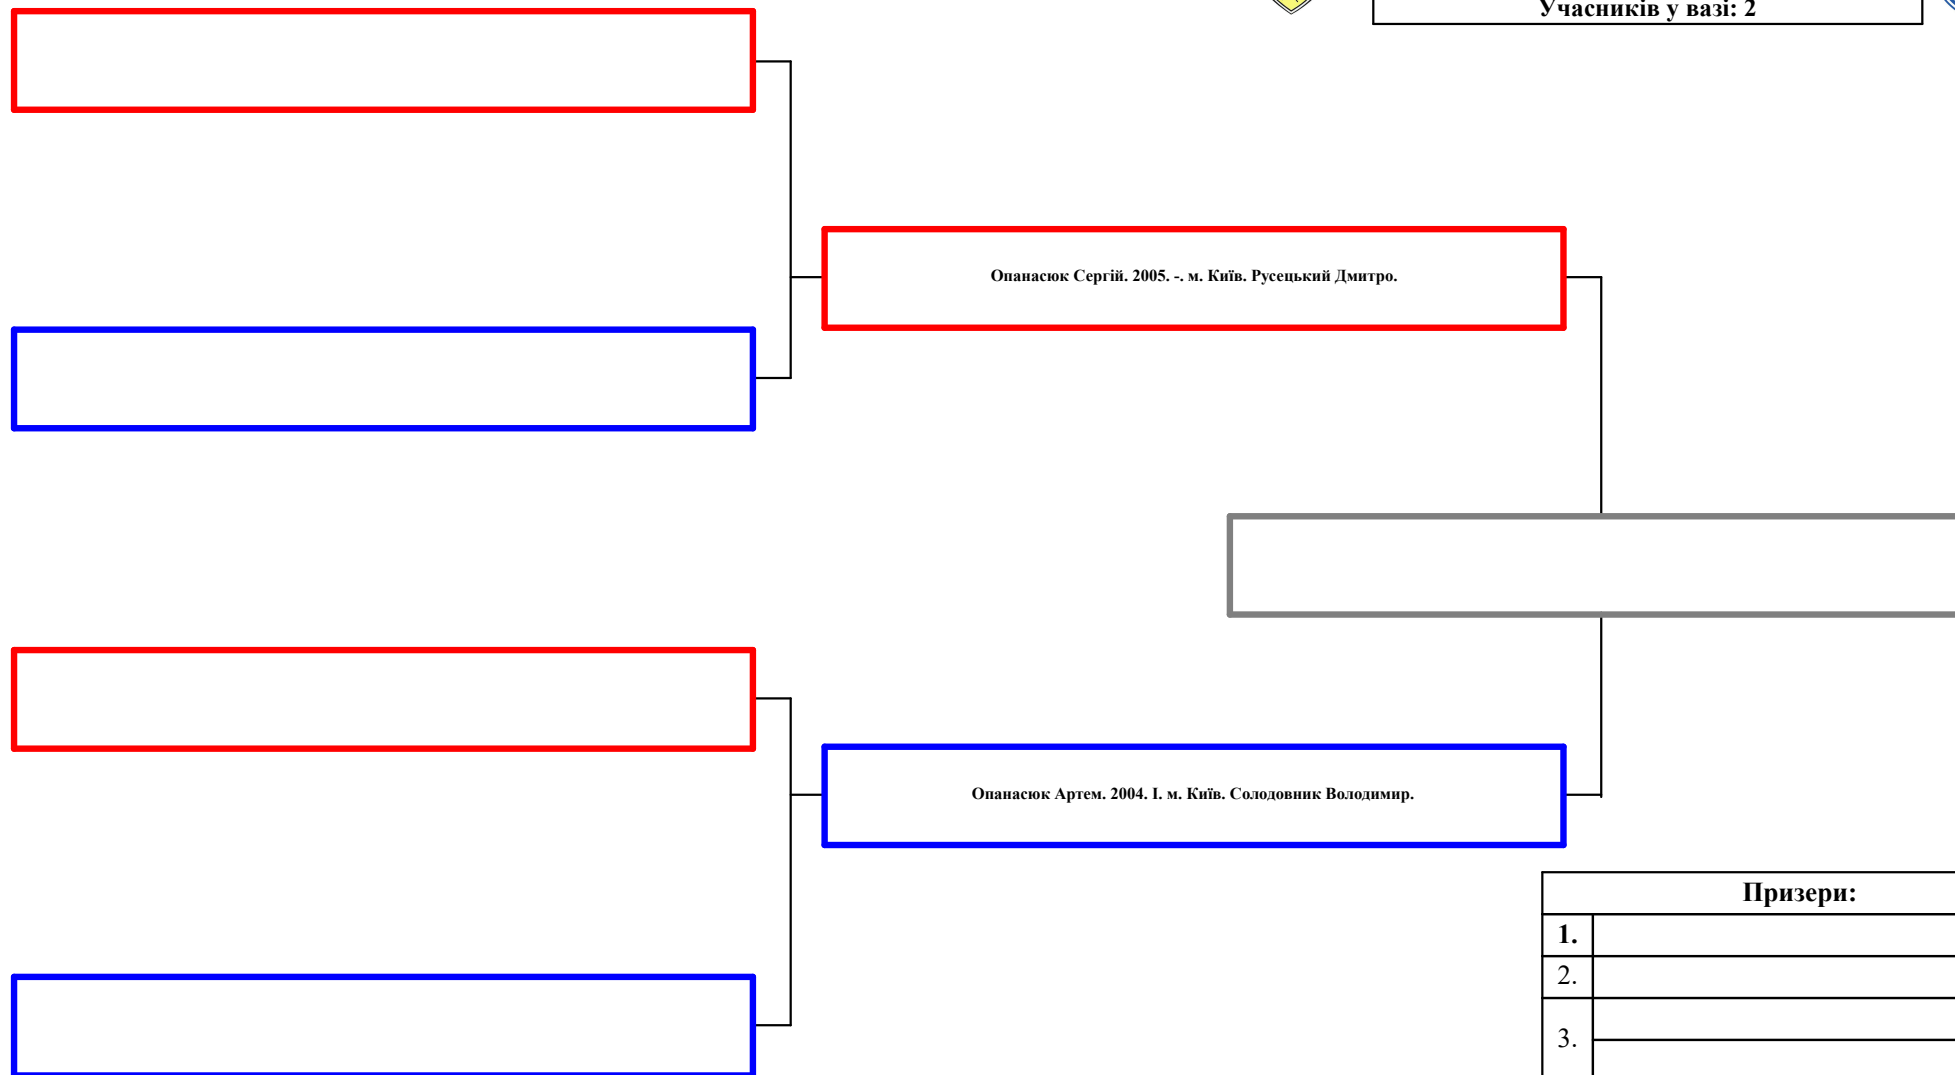 Учасників у вазі: 2
Опанасюк Сергій. 2005. -. м. Київ. Русецький Дмитро.
Опанасюк Артем. 2004. І. м. Київ. Солодовник Володимир.
Призери:
1.
2.
3.